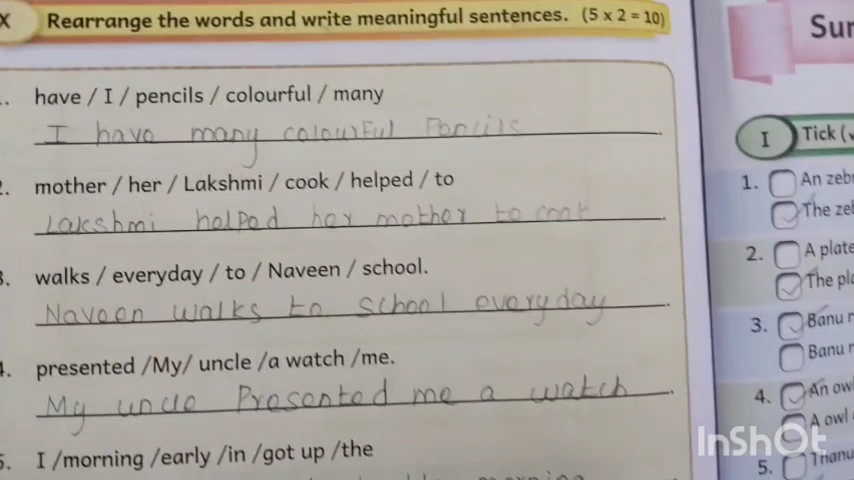 X Rearrange the words and write meaningful sentences. (5 x 2 = 10)
have / I / pencils / colourful / many
I have many colourful Pencils
2. mother / her / Lakshmi / cook / helped / to
Lakshmi helped her mother to cook
3. walks / everyday / to / Naveen / school.
Naveen walks to school everyday
4. presented /My/ uncle /a watch /me.
My uncle Presented me a watch
5. I /morning /early /in /got up /the
morning
Sur
I Tick (
1. An zeb
The ze
2. A plate
The pl
3. Banu
Banu
4. An owl
A owl
5. Thanu
InShOt